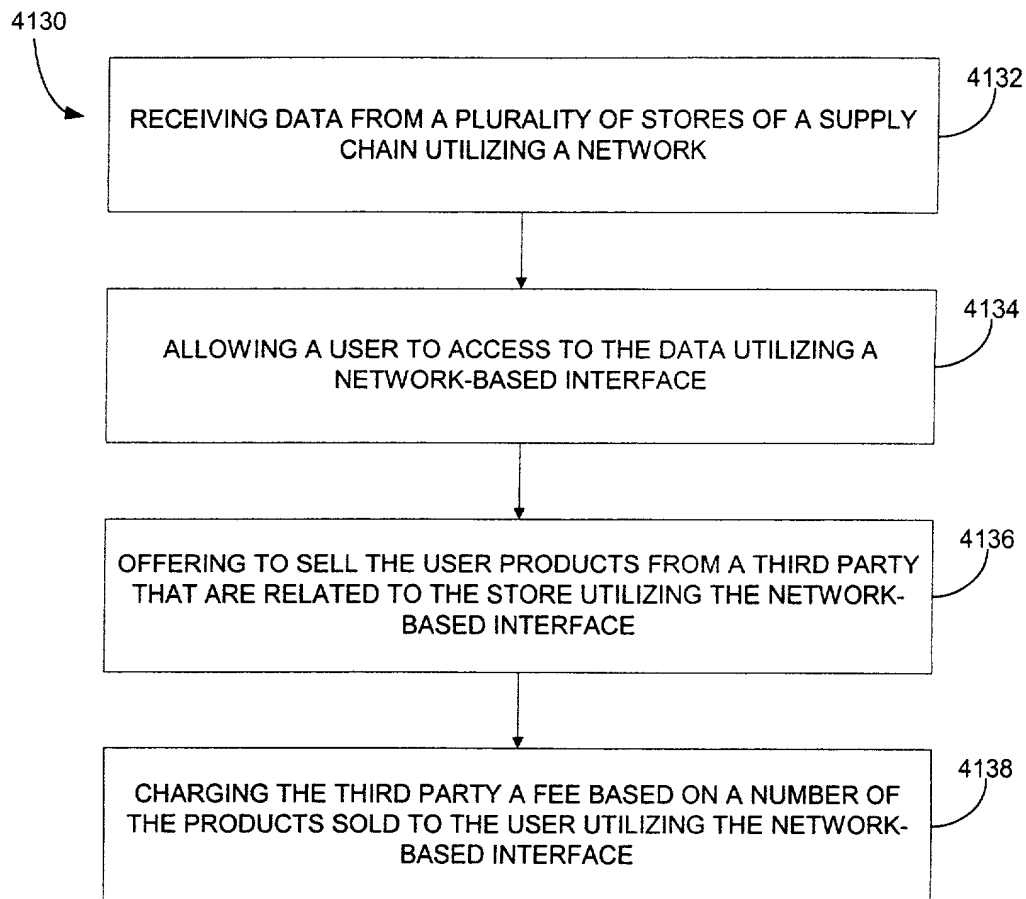 4130
4132
RECEIVING DATA FROM A PLURALITY OF STORES OF A SUPPLY
CHAIN UTILIZING A NETWORK
4134
ALLOWING A USER TO ACCESS TO THE DATA UTILIZING A
NETWORK-BASED INTERFACE
4136
OFFERING TO SELL THE USER PRODUCTS FROM A THIRD PARTY
THAT ARE RELATED TO THE STORE UTILIZING THE NETWORK-
BASED INTERFACE
4138
CHARGING THE THIRD PARTY A FEE BASED ON A NUMBER OF
THE PRODUCTS SOLD TO THE USER UTILIZING THE NETWORK-
BASED INTERFACE